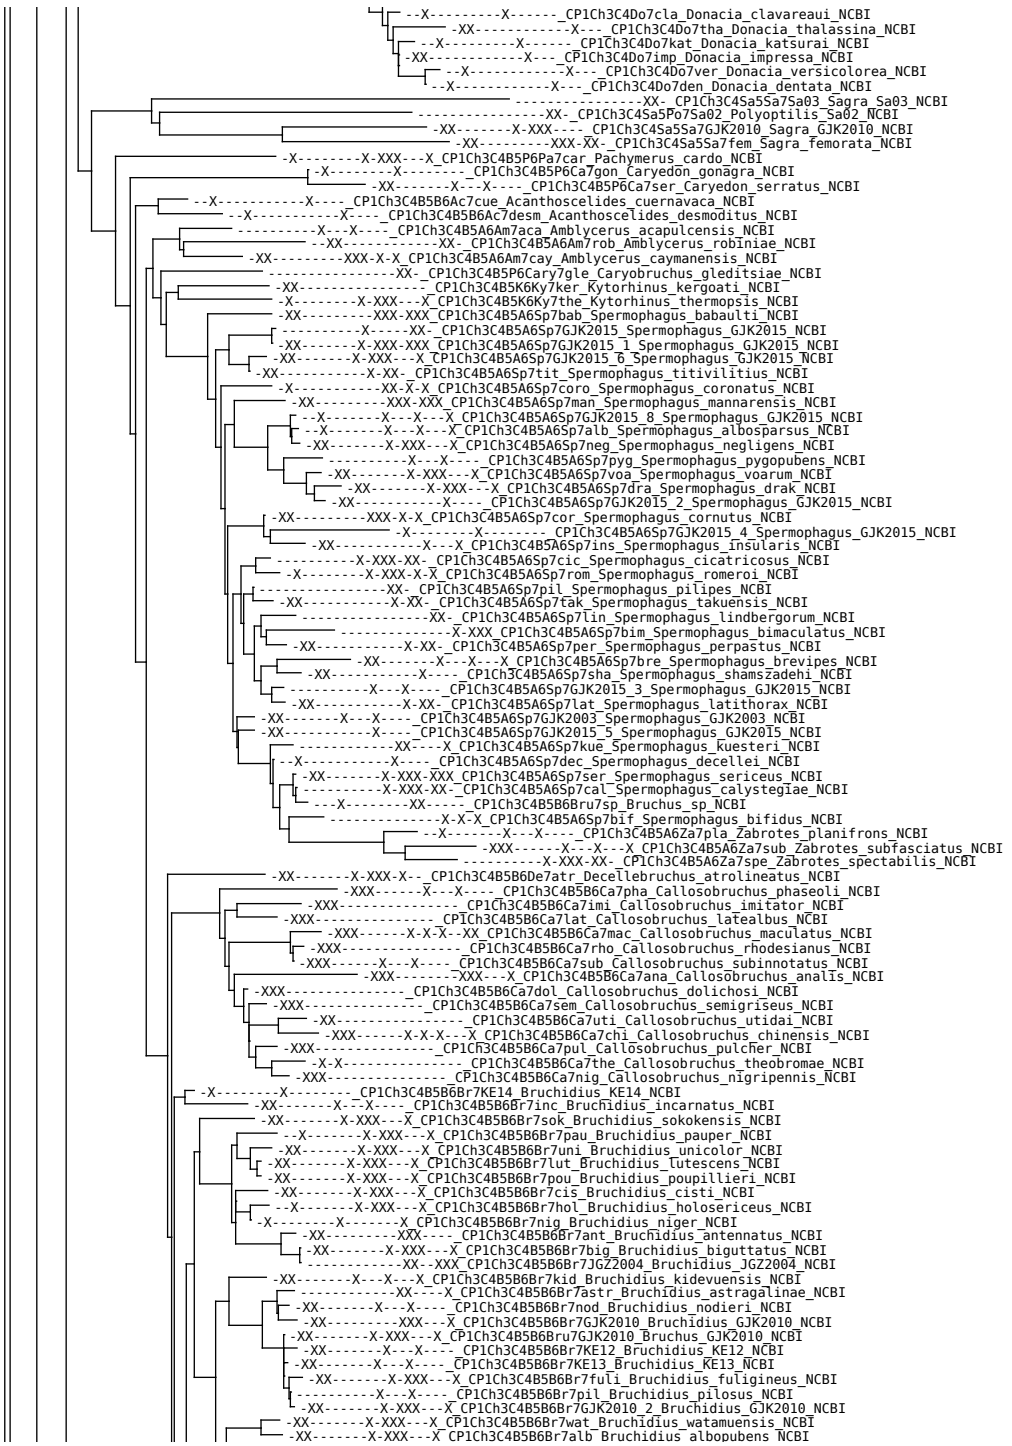 --X---------X------_CP1Ch3C4Do7cla_Donacia_clavareaui_NCBI
-XX------------X---_CP1Ch3C4Do7tha_Donacia_thalassina_NCBI
--X---------X------_CP1Ch3C4Do7kat_Donacia_katsurai_NCBI
-XX------------X---_CP1Ch3C4Do7imp_Donacia_impressa_NCBI
--X------------X---_CP1Ch3C4Do7ver_Donacia_versicolorea_NCBI
--X------------X---_CP1Ch3C4Do7den_Donacia_dentata_NCBI
----------------XX-_CP1Ch3C4Sa5Sa7Sa03_Sagra_Sa03_NCBI
----------------XX-_CP1Ch3C4Sa5Po7Sa02_Polyoptilis_Sa02_NCBI
-XX-------X-XXX----_CP1Ch3C4Sa5Sa7GJK2010_Sagra_GJK2010_NCBI
-XX---------XXX-XX-_CP1Ch3C4Sa5Sa7fem_Sagra_femorata_NCBI
-X--------X-XXX---X_CP1Ch3C4B5P6Pa7car_Pachymerus_cardo_NCBI
-X--------X--------_CP1Ch3C4B5P6Ca7gon_Caryedon_gonagra_NCBI
-XX-------X---X----_CP1Ch3C4B5P6Ca7ser_Caryedon_serratus_NCBI
--X-----------X----_CP1Ch3C4B5B6Ac7cue_Acanthoscelides_cuernavaca_NCBI
--X-----------X----_CP1Ch3C4B5B6Ac7desm_Acanthoscelides_desmoditus_NCBI
----------X---X----_CP1Ch3C4B5A6Am7aca_Amblycerus_acapulcensis_NCBI
--XX------------XX-_CP1Ch3C4B5A6Am7rob_Amblycerus_robiniae_NCBI
-XX---------XXX-X-X_CP1Ch3C4B5A6Am7cay_Amblycerus_caymanensis_NCBI
----------------XX-_CP1Ch3C4B5P6Cary7gle_Caryobruchus_gleditsiae_NCBI
-XX----------------_CP1Ch3C4B5K6Ky7ker_Kytorhinus_kergoati_NCBI
-X--------X-XXX---X_CP1Ch3C4B5K6Ky7the_Kytorhinus_thermopsis_NCBI
-XX---------XXX-XXX_CP1Ch3C4B5A6Sp7bab_Spermophagus_babaulti_NCBI
----------X-----XX-_CP1Ch3C4B5A6Sp7GJK2015_Spermophagus_GJK2015_NCBI
-XX-------X-XXX-XXX_CP1Ch3C4B5A6Sp7GJK2015_1_Spermophagus_GJK2015_NCBI
-XX-------X-XXX---X_CP1Ch3C4B5A6Sp7GJK2015_6_Spermophagus_GJK2015_NCBI
-XX-----------X-XX-_CP1Ch3C4B5A6Sp7tit_Spermophagus_titivilitius_NCBI
-X-----------XX-X-X_CP1Ch3C4B5A6Sp7coro_Spermophagus_coronatus_NCBI
-XX---------XXX-XXX_CP1Ch3C4B5A6Sp7man_Spermophagus_mannarensis_NCBI
--X-------X---X---X_CP1Ch3C4B5A6Sp7GJK2015_8_Spermophagus_GJK2015_NCBI
--X-------X---X---X_CP1Ch3C4B5A6Sp7alb_Spermophagus_albosparsus_NCBI
-XX-------X-XXX---X_CP1Ch3C4B5A6Sp7neg_Spermophagus_negligens_NCBI
----------X---X----_CP1Ch3C4B5A6Sp7pyg_Spermophagus_pygopubens_NCBI
-XX-------X-XXX---X_CP1Ch3C4B5A6Sp7voa_Spermophagus_voarum_NCBI
-XX-------X-XXX---X_CP1Ch3C4B5A6Sp7dra_Spermophagus_drak_NCBI
-XX-----------X----_CP1Ch3C4B5A6Sp7GJK2015_2_Spermophagus_GJK2015_NCBI
-XX---------XXX-X-X_CP1Ch3C4B5A6Sp7cor_Spermophagus_cornutus_NCBI
-X--------X--------_CP1Ch3C4B5A6Sp7GJK2015_4_Spermophagus_GJK2015_NCBI
-XX-----------X---X_CP1Ch3C4B5A6Sp7ins_Spermophagus_insularis_NCBI
----------X-XXX-XX-_CP1Ch3C4B5A6Sp7cic_Spermophagus_cicatricosus_NCBI
-X--------X-XXX-X-X_CP1Ch3C4B5A6Sp7rom_Spermophagus_romeroi_NCBI
----------------XX-_CP1Ch3C4B5A6Sp7pil_Spermophagus_pilipes_NCBI
-XX-----------X-XX-_CP1Ch3C4B5A6Sp7tak_Spermophagus_takuensis_NCBI
----------------XX-_CP1Ch3C4B5A6Sp7lin_Spermophagus_lindbergorum_NCBI
--------------X-XXX_CP1Ch3C4B5A6Sp7bim_Spermophagus_bimaculatus_NCBI
-XX-----------X-XX-_CP1Ch3C4B5A6Sp7per_Spermophagus_perpastus_NCBI
-XX-------X---X---X_CP1Ch3C4B5A6Sp7bre_Spermophagus_brevipes_NCBI
-XX-----------X----_CP1Ch3C4B5A6Sp7sha_Spermophagus_shamszadehi_NCBI
----------X---X----_CP1Ch3C4B5A6Sp7GJK2015_3_Spermophagus_GJK2015_NCBI
-XX-------X---X-XX-_CP1Ch3C4B5A6Sp7lat_Spermophagus_latithorax_NCBI
-XX-------X---X----_CP1Ch3C4B5A6Sp7GJK2003_Spermophagus_GJK2003_NCBI
-XX-----------X----_CP1Ch3C4B5A6Sp7GJK2015_5_Spermophagus_GJK2015_NCBI
------------XX----X_CP1Ch3C4B5A6Sp7kue_Spermophagus_kuesteri_NCBI
--X-----------X----_CP1Ch3C4B5A6Sp7dec_Spermophagus_decellei_NCBI
-XX-------X-XXX-XXX_CP1Ch3C4B5A6Sp7ser_Spermophagus_sericeus_NCBI
----------X-XXX-XX-_CP1Ch3C4B5A6Sp7cal_Spermophagus_calystegiae_NCBI
---X--------XX-----_CP1Ch3C4B5B6Bru7sp_Bruchus_sp_NCBI
--------------X-X-X_CP1Ch3C4B5A6Sp7bif_Spermophagus_bifidus_NCBI
--X-------X---X----_CP1Ch3C4B5A6Za7pla_Zabrotes_planifrons_NCBI
-XXX------X---X---X_CP1Ch3C4B5A6Za7sub_Zabrotes_subfasciatus_NCBI
----------X-XXX-XX-_CP1Ch3C4B5A6Za7spe_Zabrotes_spectabilis_NCBI
-XX-------X-XXX-X--_CP1Ch3C4B5B6De7atr_Decellebruchus_atrolineatus_NCBI
-XXX------X---X----_CP1Ch3C4B5B6Ca7pha_Callosobruchus_phaseoli_NCBI
-XXX---------------_CP1Ch3C4B5B6Ca7imi_Callosobruchus_imitator_NCBI
-XXX---------------_CP1Ch3C4B5B6Ca7lat_Callosobruchus_latealbus_NCBI
-XXX------X-X-X--XX_CP1Ch3C4B5B6Ca7mac_Callosobruchus_maculatus_NCBI
-XXX---------------_CP1Ch3C4B5B6Ca7rho_Callosobruchus_rhodesianus_NCBI
-XXX------X---X----_CP1Ch3C4B5B6Ca7sub_Callosobruchus_subinnotatus_NCBI
-XXX--------XXX---X_CP1Ch3C4B5B6Ca7ana_Callosobruchus_analis_NCBI
-XXX---------------_CP1Ch3C4B5B6Ca7dol_Callosobruchus_dolichosi_NCBI
-XXX---------------_CP1Ch3C4B5B6Ca7sem_Callosobruchus_semigriseus_NCBI
-XX----------------_CP1Ch3C4B5B6Ca7uti_Callosobruchus_utidai_NCBI
-XXX------X-X-X---X_CP1Ch3C4B5B6Ca7chi_Callosobruchus_chinensis_NCBI
-XXX---------------_CP1Ch3C4B5B6Ca7pul_Callosobruchus_pulcher_NCBI
-X-X---------------_CP1Ch3C4B5B6Ca7the_Callosobruchus_theobromae_NCBI
-XXX---------------_CP1Ch3C4B5B6Ca7nig_Callosobruchus_nigripennis_NCBI
-X--------X--------_CP1Ch3C4B5B6Br7KE14_Bruchidius_KE14_NCBI
-XX-------X---X----_CP1Ch3C4B5B6Br7inc_Bruchidius_incarnatus_NCBI
-XX-------X-XXX---X_CP1Ch3C4B5B6Br7sok_Bruchidius_sokokensis_NCBI
--X-------X-XXX---X_CP1Ch3C4B5B6Br7pau_Bruchidius_pauper_NCBI
-XX-------X-XXX---X_CP1Ch3C4B5B6Br7uni_Bruchidius_unicolor_NCBI
-XX-------X-XXX---X_CP1Ch3C4B5B6Br7lut_Bruchidius_lutescens_NCBI
-XX-------X-XXX---X_CP1Ch3C4B5B6Br7pou_Bruchidius_poupillieri_NCBI
-XX-------X-XXX---X_CP1Ch3C4B5B6Br7cis_Bruchidius_cisti_NCBI
--X-------X-XXX---X_CP1Ch3C4B5B6Br7hol_Bruchidius_holosericeus_NCBI
-X--------X-------X_CP1Ch3C4B5B6Br7nig_Bruchidius_niger_NCBI
-XX---------XXX---X_CP1Ch3C4B5B6Br7ant_Bruchidius_antennatus_NCBI
-XX-------X-XXX---X_CP1Ch3C4B5B6Br7big_Bruchidius_biguttatus_NCBI
-------------XX--XXX_CP1Ch3C4B5B6Br7JGZ2004_Bruchidius_JGZ2004_NCBI
-XX-------X---X---X_CP1Ch3C4B5B6Br7kid_Bruchidius_kidevuensis_NCBI
------------XX----X_CP1Ch3C4B5B6Br7astr_Bruchidius_astragalinae_NCBI
-XX-------X---X----_CP1Ch3C4B5B6Br7nod_Bruchidius_nodieri_NCBI
-XX---------XXX---X_CP1Ch3C4B5B6Br7GJK2010_Bruchidius_GJK2010_NCBI
-XX-------X-XXX---X_CP1Ch3C4B5B6Bru7GJK2010_Bruchus_GJK2010_NCBI
-XX-------X---X----_CP1Ch3C4B5B6Br7KE12_Bruchidius_KE12_NCBI
-XX-------X---X----_CP1Ch3C4B5B6Br7KE13_Bruchidius_KE13_NCBI
-XX-------X-XXX---X_CP1Ch3C4B5B6Br7fuli_Bruchidius_fuligineus_NCBI
----------X---X----_CP1Ch3C4B5B6Br7pil_Bruchidius_pilosus_NCBI
-XX-------X-XXX---X_CP1Ch3C4B5B6Br7GJK2010_2_Bruchidius_GJK2010_NCBI
-XX-------X-XXX---X_CP1Ch3C4B5B6Br7wat_Bruchidius_watamuensis_NCBI
-XX-------X-XXX---X_CP1Ch3C4B5B6Br7alb_Bruchidius_albopubens_NCBI